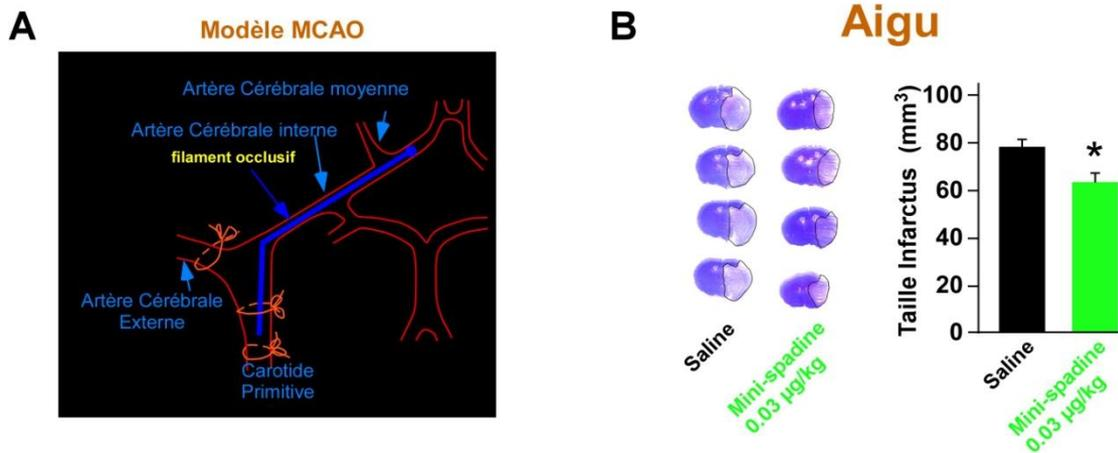 A
Modèle MCAO
Artère Cérébrale moyenne
Artère Cérébrale interne
filament occlusif
Artère Cérébrale
Externe
Carotide
Primitive
B
Aigu
Saline
Mini-spadine
0.03 µg/kg
Taille Infarctus (mm³)
100
80
60
40
20
0
*
Saline
Mini-spadine
0.03 µg/kg